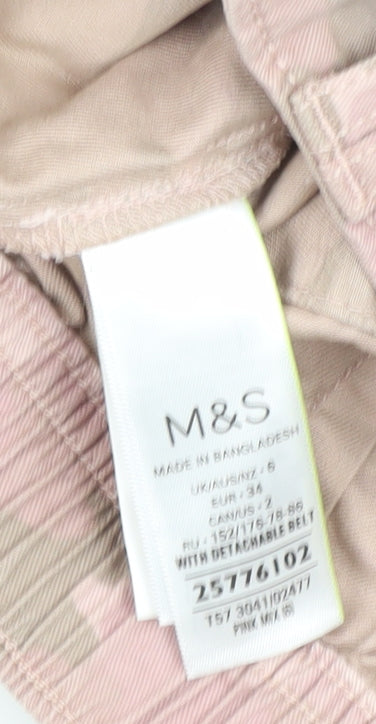 M&S
MADE IN BANGLADESH
UK/AUS/NZ - 6
EUR - 34
CAN/US - 2
RU - 152/176-78-86
WITH DETACHABLE BELT
25776102
T57 3041/02477
PINK MIX (6)